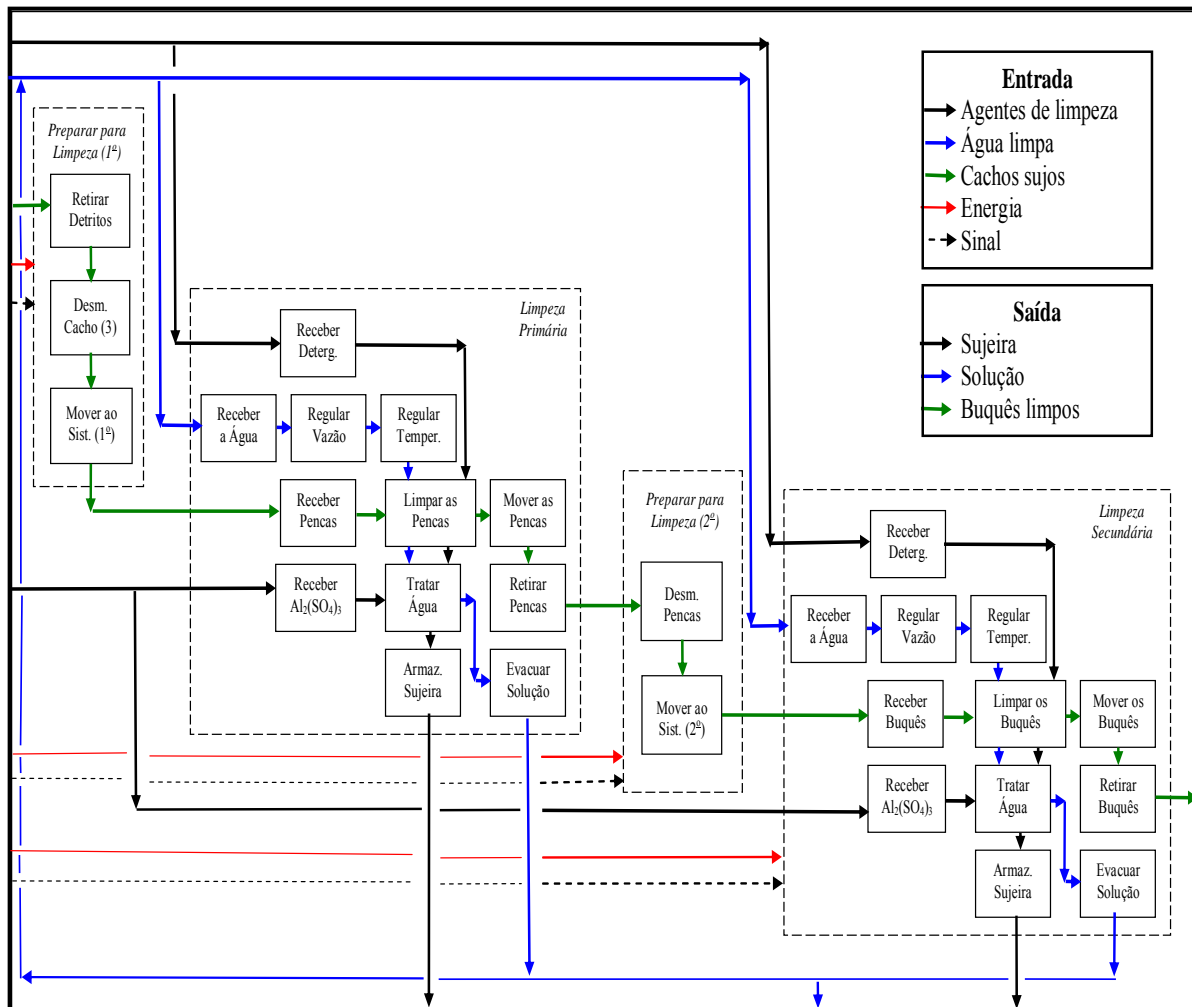 Preparar para
Limpeza (1º)
Retirar
Detritos
Desm.
Cacho (3)
Mover ao
Sist. (1º)
Limpeza
Primária
Receber
Deterg.
Receber
a Água
Regular
Vazão
Regular
Temper.
Receber
Pencas
Limpar as
Pencas
Mover as
Pencas
Receber
Al₂(SO₄)₃
Tratar
Água
Retirar
Pencas
Armaz.
Sujeira
Evacuar
Solução
Preparar para
Limpeza (2º)
Desm.
Pencas
Mover ao
Sist. (2º)
Limpeza
Secundária
Receber
Deterg.
Receber
a Água
Regular
Vazão
Regular
Temper.
Receber
Buquês
Limpar os
Buquês
Mover os
Buquês
Receber
Al₂(SO₄)₃
Tratar
Água
Retirar
Buquês
Armaz.
Sujeira
Evacuar
Solução
Entrada
Agentes de limpeza
Água limpa
Cachos sujos
Energia
Sinal
Saída
Sujeira
Solução
Buquês limpos